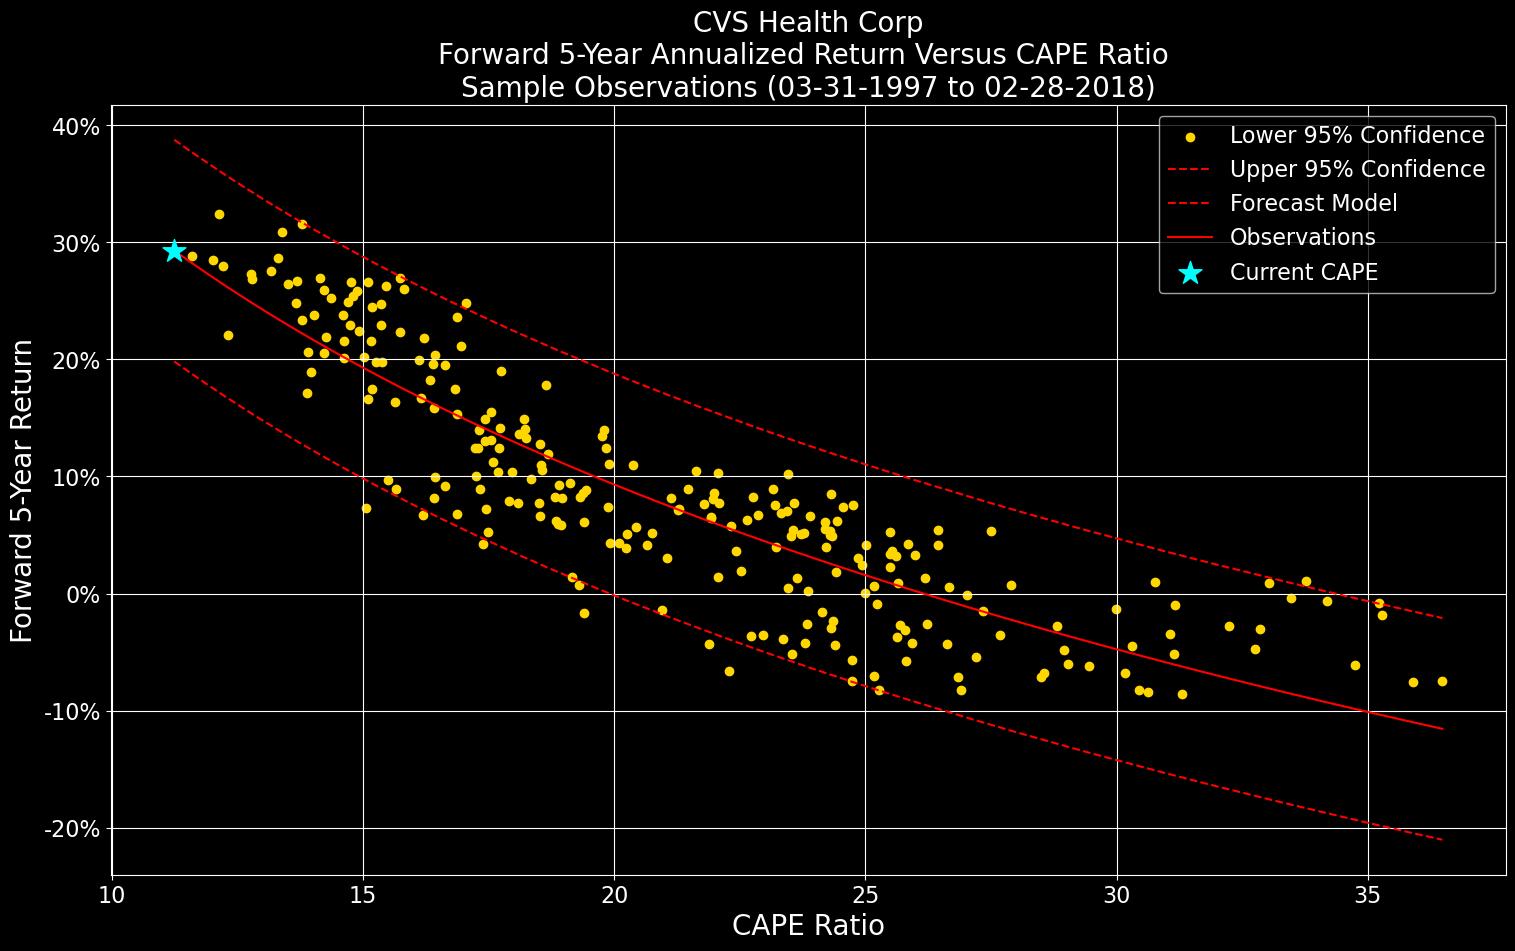 CVS Health Corp
Forward 5-Year Annualized Return Versus CAPE Ratio
Sample Observations (03-31-1997 to 02-28-2018)
Forward 5-Year Return
40%
30%
20%
10%
0%
-10%
-20%
Lower 95% Confidence
Upper 95% Confidence
Forecast Model
Observations
Current CAPE
10
15
20
25
30
35
CAPE Ratio